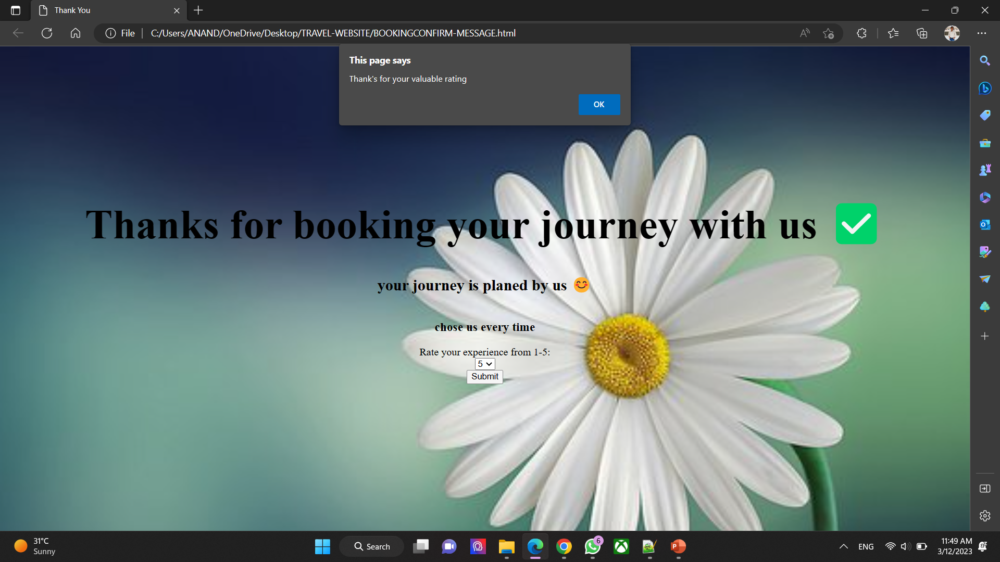 Thank You
File
C:/Users/ANAND/OneDrive/Desktop/TRAVEL-WEBSITE/BOOKINGCONFIRM-MESSAGE.html
This page says
Thank's for your valuable rating
OK
Thanks for booking your journey with us ✅
your journey is planed by us 😊
chose us every time
Rate your experience from 1-5:
5
Submit
31°C
Sunny
Search
6
ENG
11:49 AM
3/12/2023